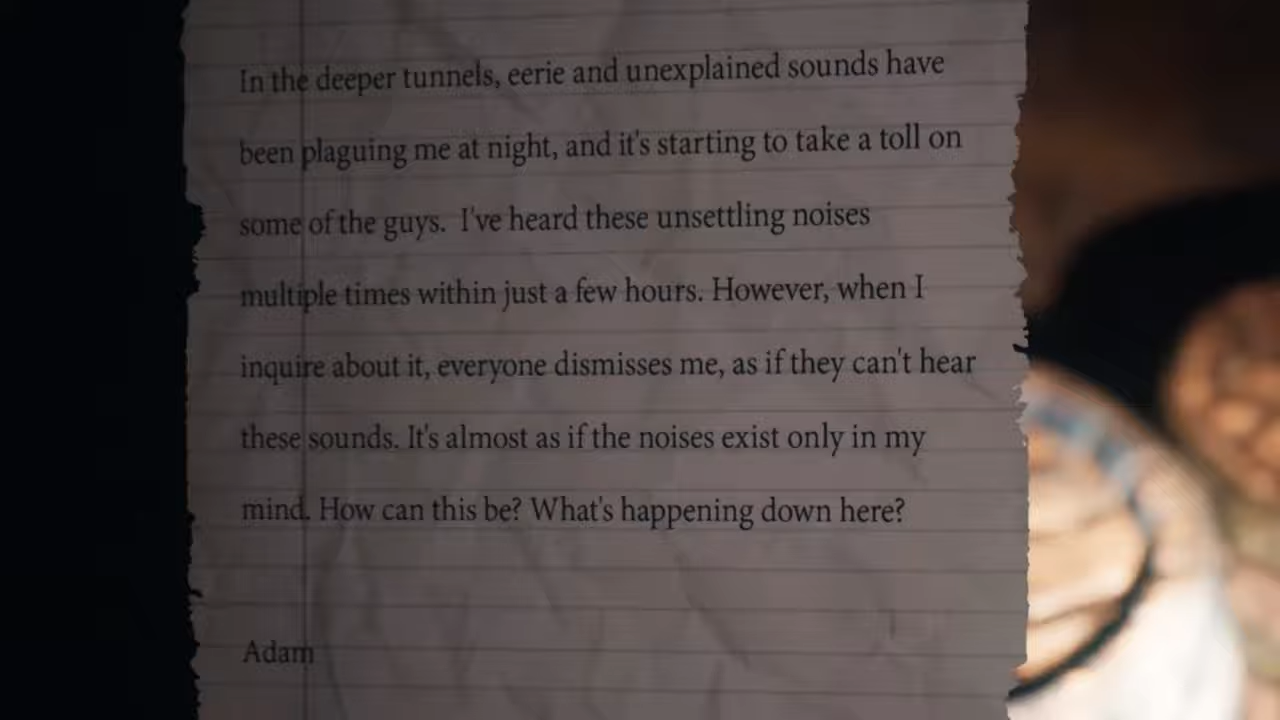 In the deeper tunnels, eerie and unexplained sounds have
been plaguing me at night, and it's starting to take a toll on
some of the guys.  I've heard these unsettling noises
multiple times within just a few hours. However, when I
inquire about it, everyone dismisses me, as if they can't hear
these sounds. It's almost as if the noises exist only in my
mind. How can this be? What's happening down here?
Adam